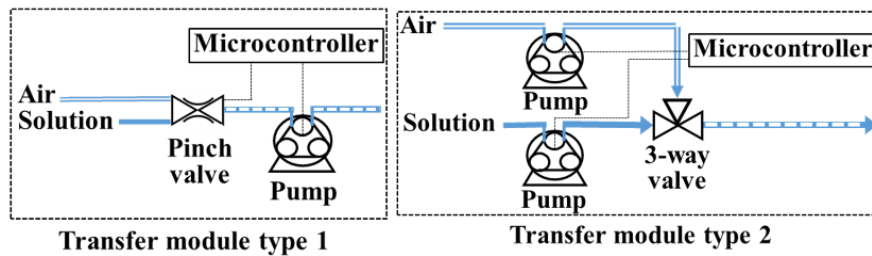 Microcontroller
Air
Solution
Pinch
valve
Pump
Transfer module type 1
Air
Microcontroller
Pump
Solution
3-way
valve
Pump
Transfer module type 2